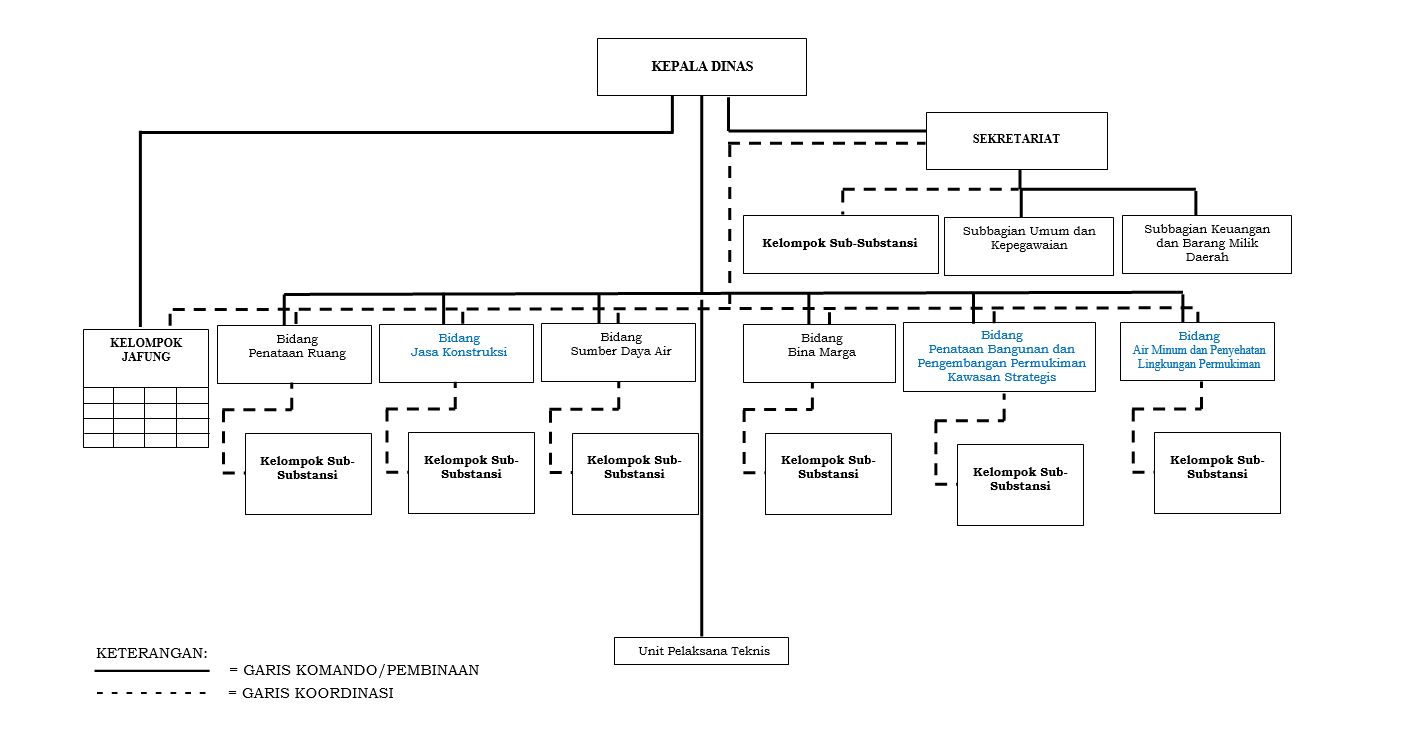 KEPALA DINAS
SEKRETARIAT
Kelompok Sub-Substansi
Subbagian Umum dan
Kepegawaian
Subbagian Keuangan
dan Barang Milik
Daerah
KELOMPOK
JAFUNG
Bidang
Penataan Ruang
Bidang
Jasa Konstruksi
Bidang
Sumber Daya Air
Bidang
Bina Marga
Bidang
Penataan Bangunan dan
Pengembangan Permukiman
Kawasan Strategis
Bidang
Air Minum dan Penyehatan
Lingkungan Permukiman
Kelompok Sub-
Substansi
Kelompok Sub-
Substansi
Kelompok Sub-
Substansi
Kelompok Sub-
Substansi
Kelompok Sub-
Substansi
Kelompok Sub-
Substansi
Unit Pelaksana Teknis
KETERANGAN:
= GARIS KOMANDO/PEMBINAAN
= GARIS KOORDINASI